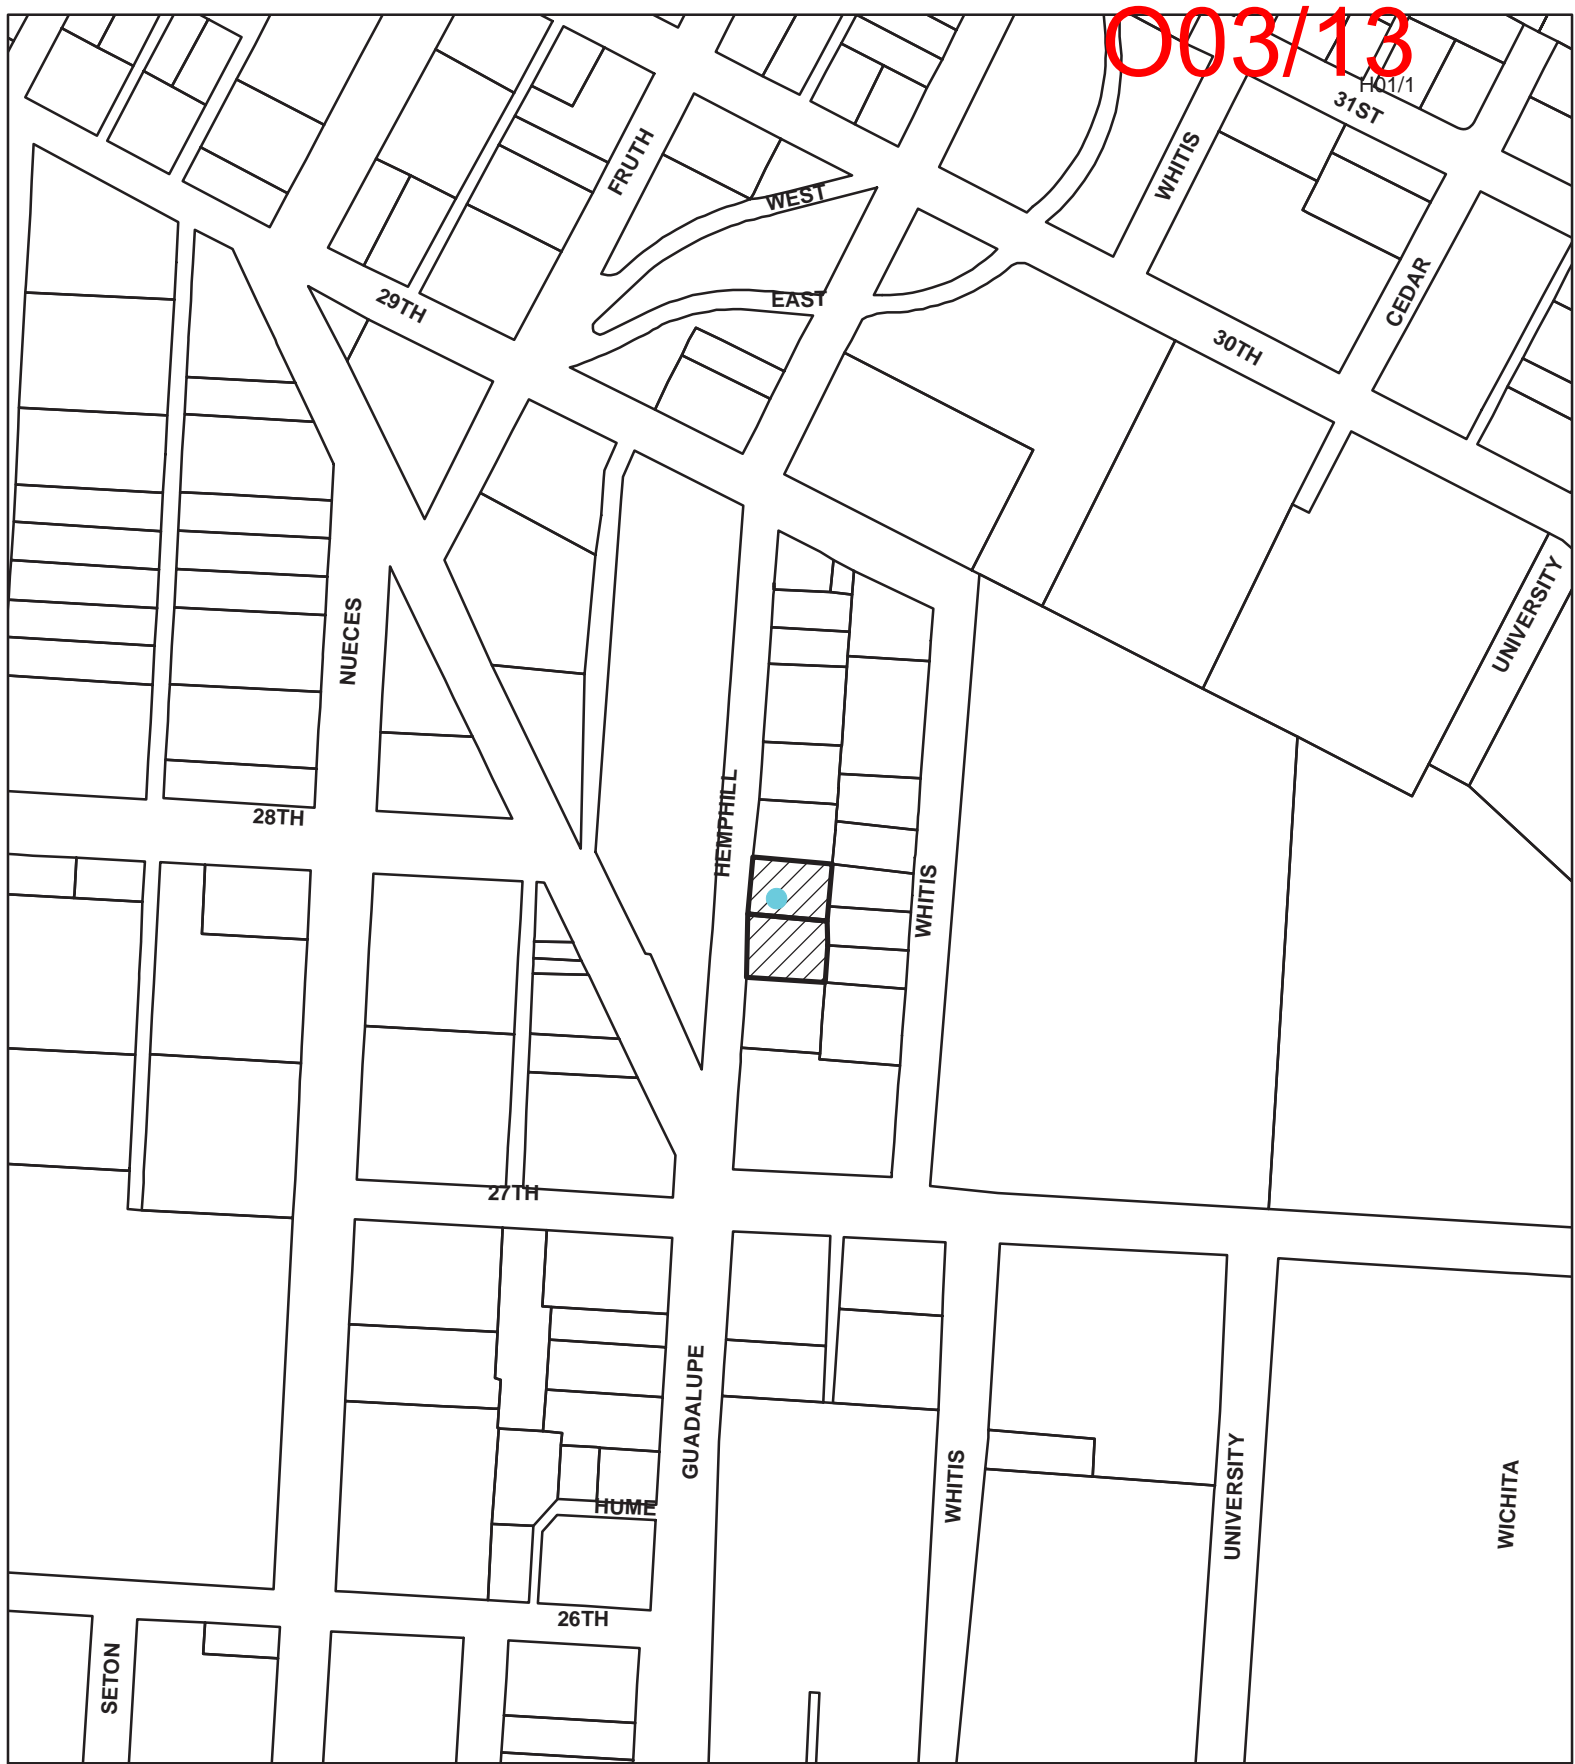 O03/13
H01/1
31ST
FRUTH
WHITIS
WEST
CEDAR
29TH
EAST
30TH
UNIVERSITY
NUECES
HEMPHILL
28TH
WHITIS
27TH
GUADALUPE
WHITIS
UNIVERSITY
WICHITA
HUME
26TH
SETON